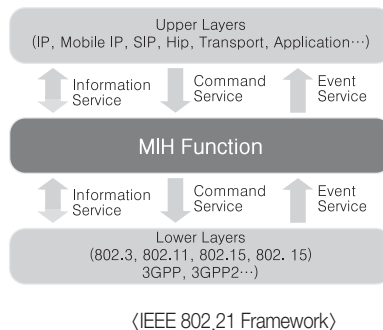 Upper Layers
(IP, Mobile IP, SIP, Hip, Transport, Application…)
Information Service
Command Service
Event Service
MIH Function
Information Service
Command Service
Event Service
Lower Layers
(802.3, 802.11, 802.15, 802. 15)
3GPP, 3GPP2…)
〈IEEE 802.21 Framework〉